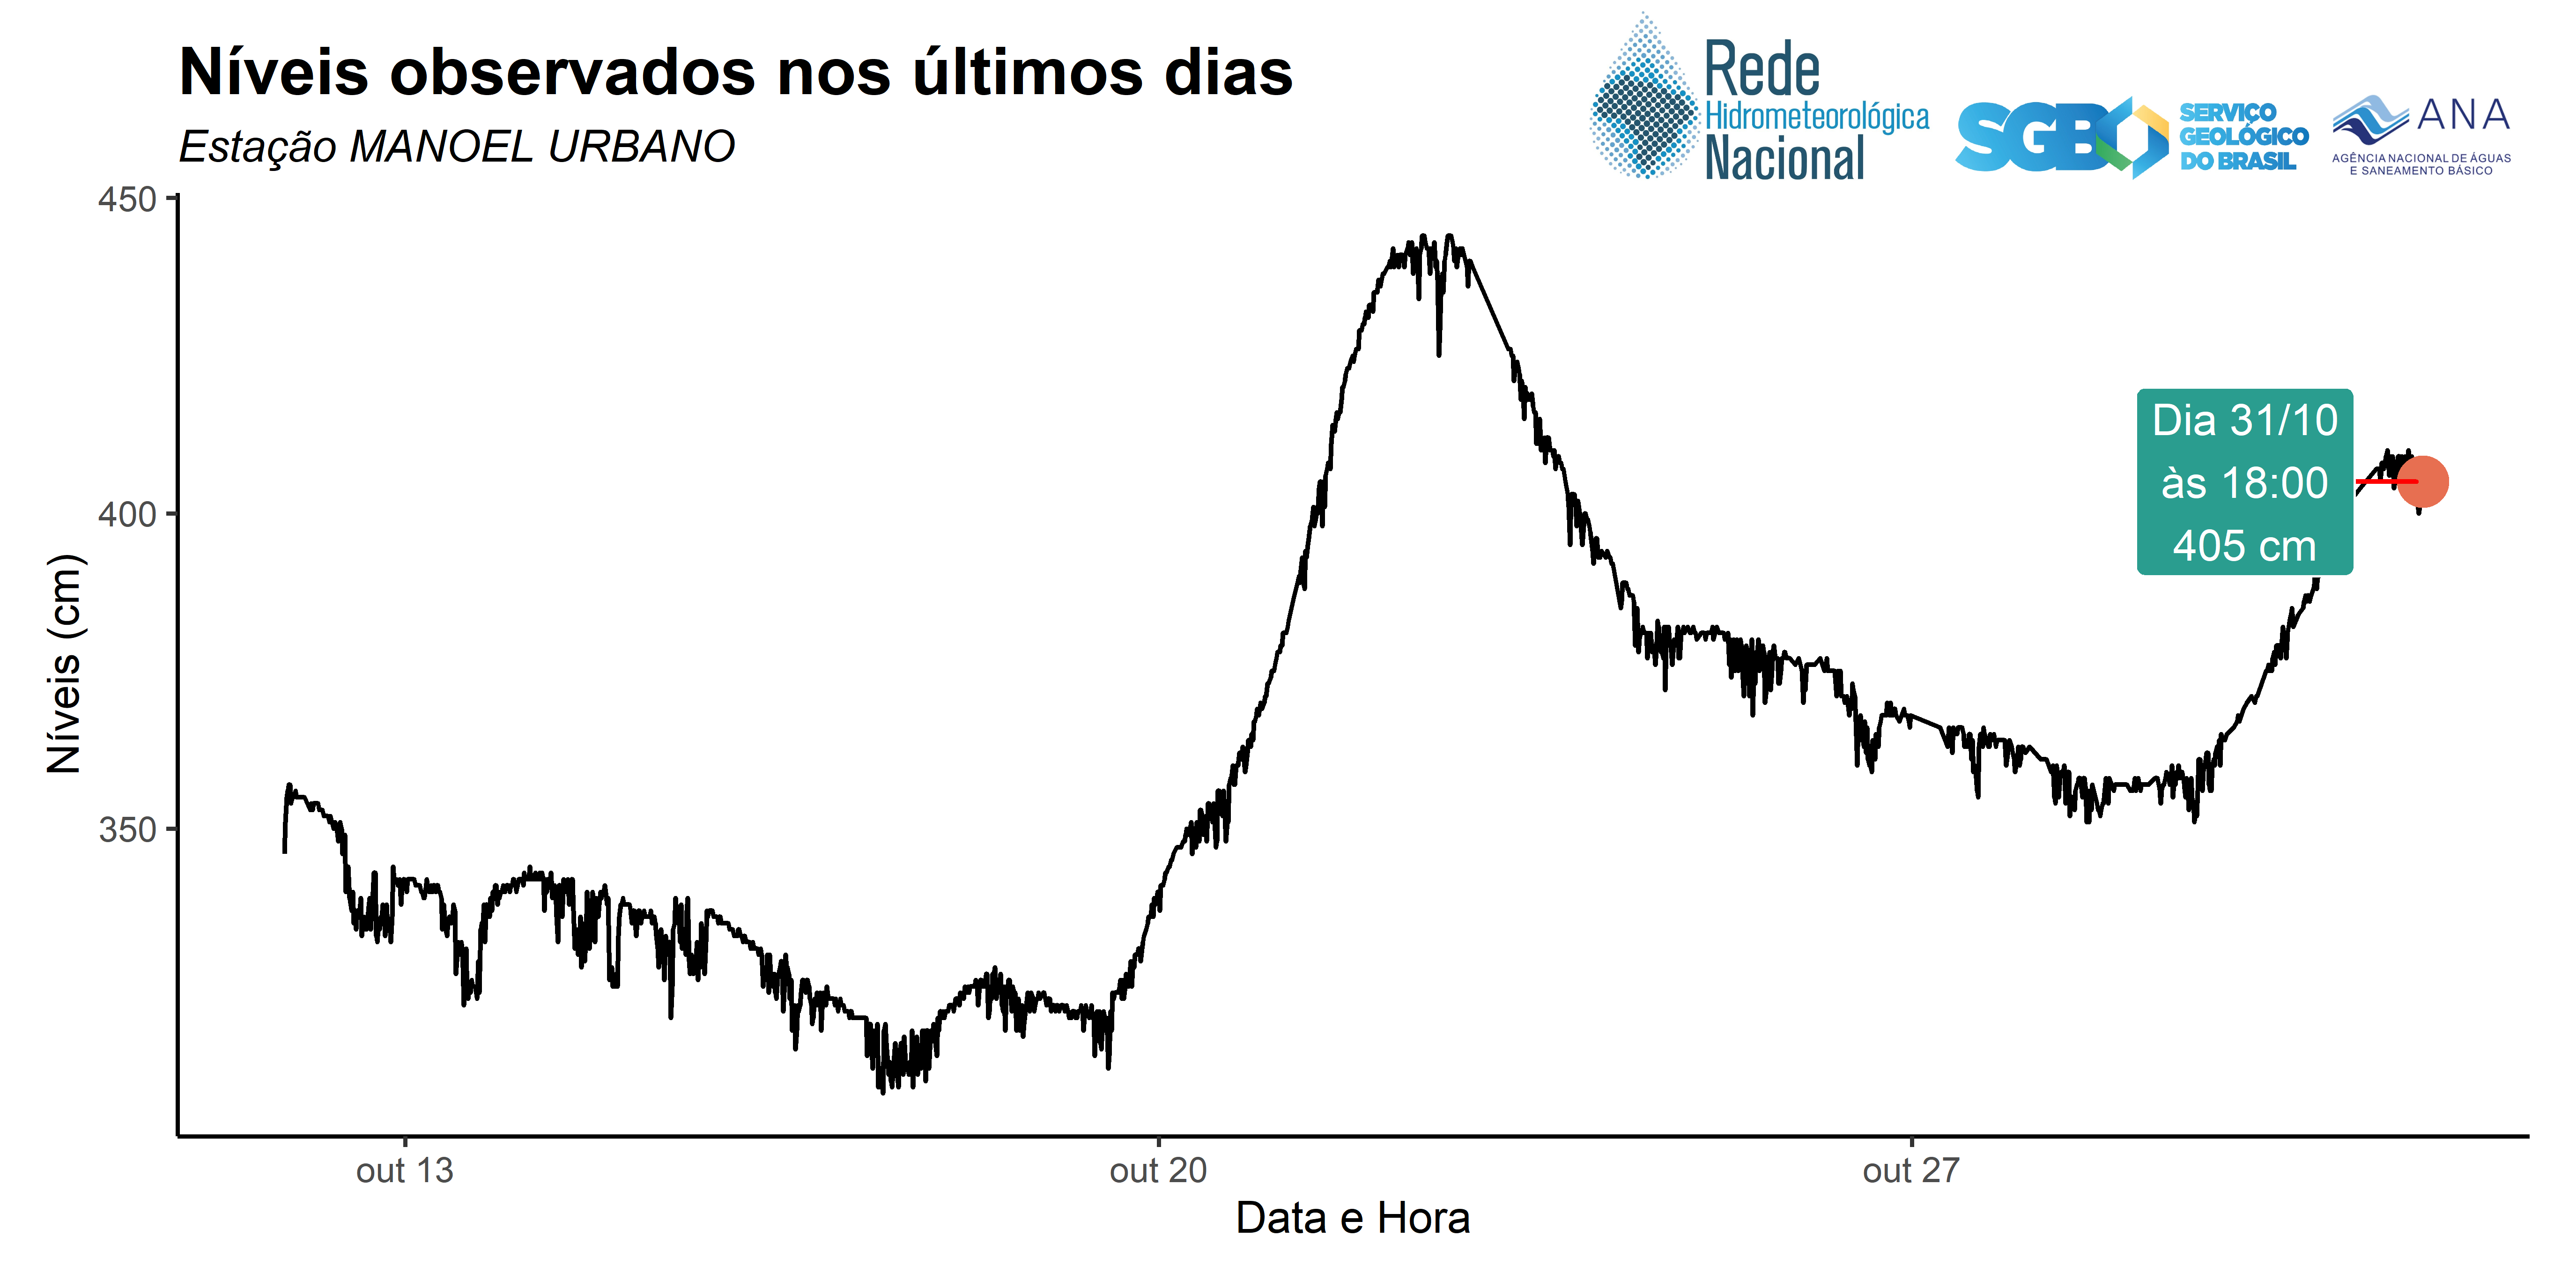 Níveis observados nos últimos dias
Estação MANOEL URBANO
Rede
Hidrometeorológica
Nacional
SGB
SERVIÇO
GEOLÓGICO
DO BRASIL
ANA
AGÊNCIA NACIONAL DE ÁGUAS
E SANEAMENTO BÁSICO
450
400
350
Níveis (cm)
Dia 31/10
às 18:00
405 cm
out 13
out 20
out 27
Data e Hora